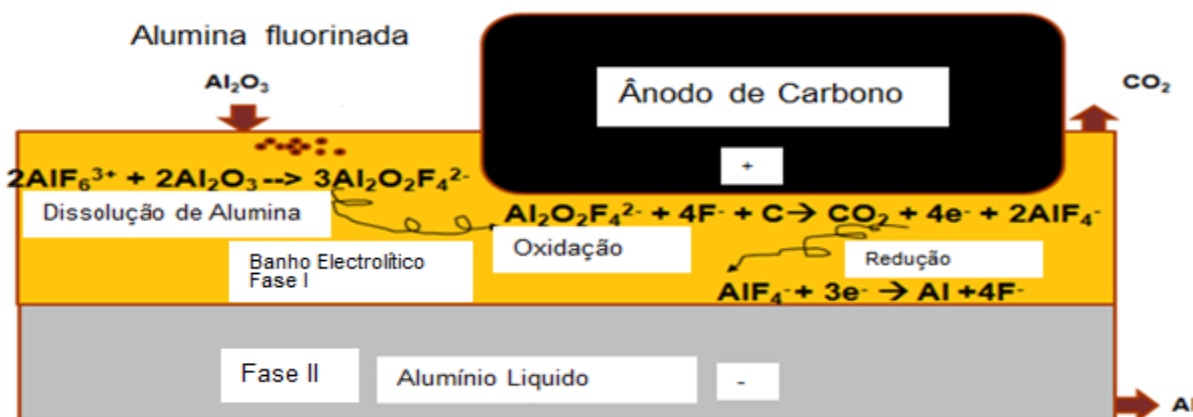 Alumina fluorinada
Al₂O₃
Ânodo de Carbono
CO₂
+
2AlF₆³⁺ + 2Al₂O₃ --> 3Al₂O₂F₄²⁻
Dissolução de Alumina
Al₂O₂F₄²⁻ + 4F⁻ + C→ CO₂ + 4e⁻ + 2AlF₄⁻
Oxidação
Redução
Banho Electrolítico
Fase I
AlF₄⁻ + 3e⁻ → Al +4F⁻
Fase II
Alumínio Liquido
-
Al